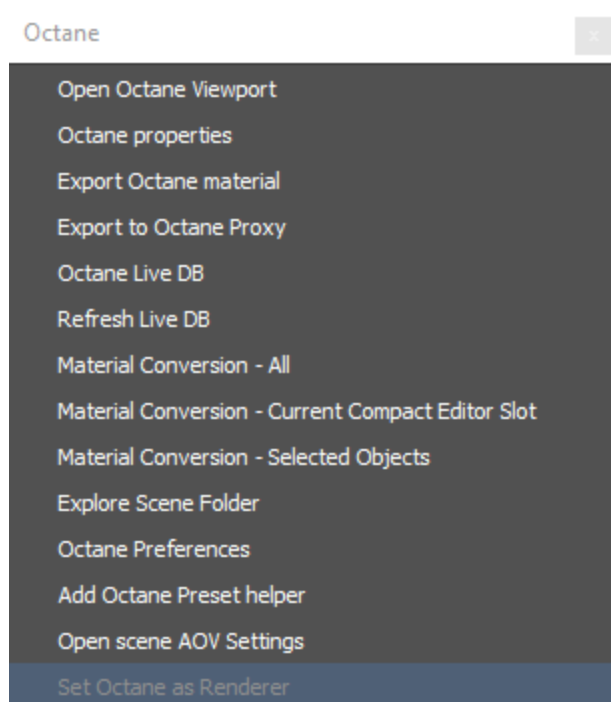 Octane
x
Open Octane Viewport
Octane properties
Export Octane material
Export to Octane Proxy
Octane Live DB
Refresh Live DB
Material Conversion - All
Material Conversion - Current Compact Editor Slot
Material Conversion - Selected Objects
Explore Scene Folder
Octane Preferences
Add Octane Preset helper
Open scene AOV Settings
Set Octane as Renderer